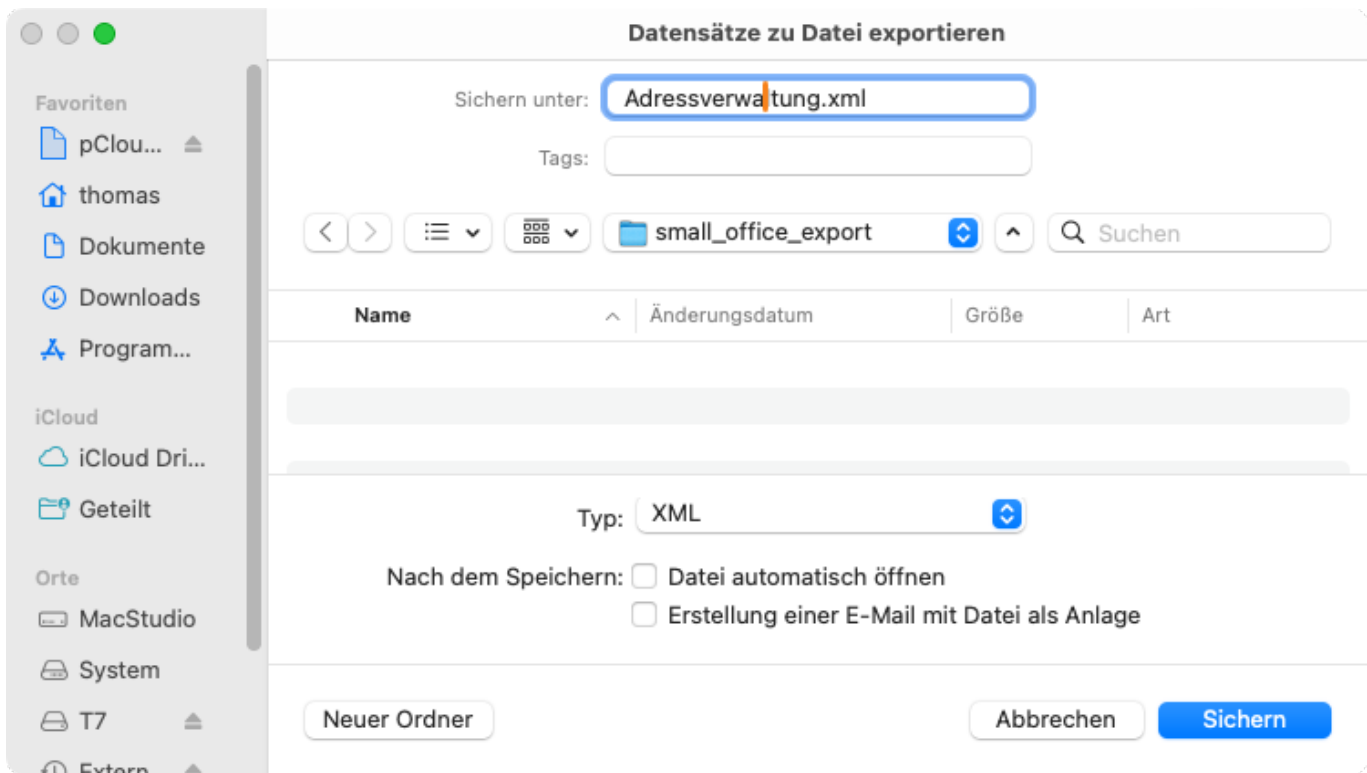 Datensätze zu Datei exportieren
Favoriten
pClou...
thomas
Dokumente
Downloads
Program...
iCloud
iCloud Dri...
Geteilt
Orte
MacStudio
System
T7
Extern
Sichern unter: Adressverwaltung.xml
Tags:
small_office_export
Suchen
Name Änderungsdatum Größe Art
Typ: XML
Nach dem Speichern: Datei automatisch öffnen
Erstellung einer E-Mail mit Datei als Anlage
Neuer Ordner Abbrechen Sichern